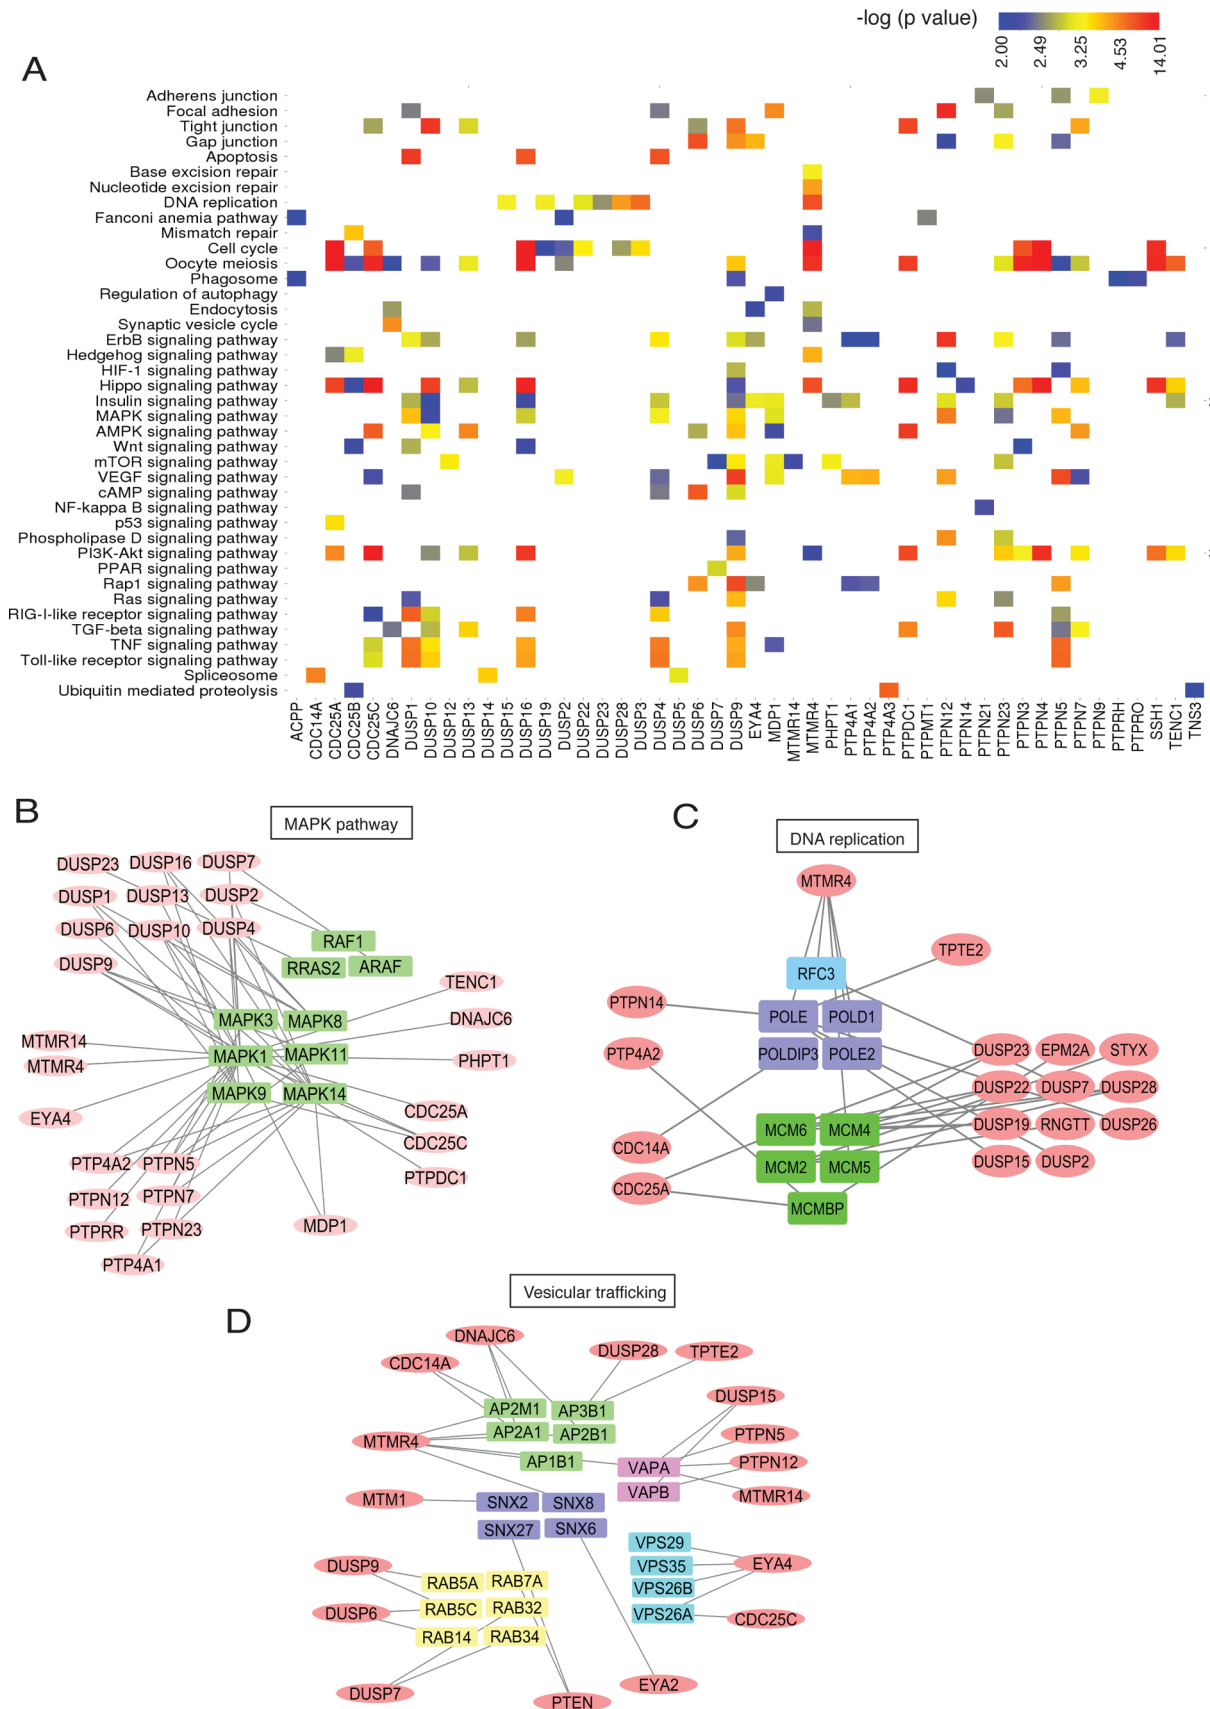 -log (p value)
2.00
2.49
3.25
4.53
14.01
A
Adherens junction
Focal adhesion
Tight junction
Gap junction
Apoptosis
Base excision repair
Nucleotide excision repair
DNA replication
Fanconi anemia pathway
Mismatch repair
Cell cycle
Oocyte meiosis
Phagosome
Regulation of autophagy
Endocytosis
Synaptic vesicle cycle
ErbB signaling pathway
Hedgehog signaling pathway
HIF-1 signaling pathway
Hippo signaling pathway
Insulin signaling pathway
MAPK signaling pathway
AMPK signaling pathway
Wnt signaling pathway
mTOR signaling pathway
VEGF signaling pathway
cAMP signaling pathway
NF-kappa B signaling pathway
p53 signaling pathway
Phospholipase D signaling pathway
PI3K-Akt signaling pathway
PPAR signaling pathway
Rap1 signaling pathway
Ras signaling pathway
RIG-I-like receptor signaling pathway
TGF-beta signaling pathway
TNF signaling pathway
Toll-like receptor signaling pathway
Spliceosome
Ubiquitin mediated proteolysis
ACPP
CDC14A
CDC25A
CDC25B
CDC25C
DNAJC6
DUSP1
DUSP10
DUSP12
DUSP13
DUSP14
DUSP15
DUSP16
DUSP19
DUSP2
DUSP22
DUSP23
DUSP28
DUSP3
DUSP4
DUSP5
DUSP6
DUSP7
DUSP9
EYA4
MDP1
MTMR14
MTMR4
PHPT1
PTP4A1
PTP4A2
PTP4A3
PTPDC1
PTPMT1
PTPN12
PTPN14
PTPN21
PTPN23
PTPN3
PTPN4
PTPN5
PTPN7
PTPN9
PTPRH
PTPRO
SSH1
TENC1
TNS3
B
MAPK pathway
DUSP23 DUSP16 DUSP7
DUSP1 DUSP13 DUSP2
DUSP6 DUSP10 DUSP4
RAF1
DUSP9
RRAS2 ARAF
TENC1
MAPK3 MAPK8
DNAJC6
MTMR14
MAPK1 MAPK11
PHPT1
MTMR4
MAPK9 MAPK14
EYA4
CDC25A
CDC25C
PTP4A2 PTPN5
PTPDC1
PTPN12 PTPN7
PTPRR PTPN23
MDP1
PTP4A1
C
DNA replication
MTMR4
TPTE2
RFC3
PTPN14
POLE POLD1
PTP4A2
POLDIP3 POLE2
DUSP23 EPM2A STYX
DUSP22 DUSP7 DUSP28
MCM6 MCM4
DUSP19 RNGTT DUSP26
CDC14A
MCM2 MCM5
DUSP15 DUSP2
CDC25A
MCMBP
Vesicular trafficking
D
DNAJC6
DUSP28 TPTE2
CDC14A
DUSP15
AP2M1 AP3B1
AP2A1 AP2B1
PTPN5
MTMR4
AP1B1
VAPA
PTPN12
VAPB
MTMR14
MTM1
SNX2 SNX8
SNX27 SNX6
VPS29
VPS35
EYA4
DUSP9
RAB5A RAB7A
VPS26B
RAB5C RAB32
VPS26A
CDC25C
DUSP6
RAB14 RAB34
EYA2
DUSP7
PTEN